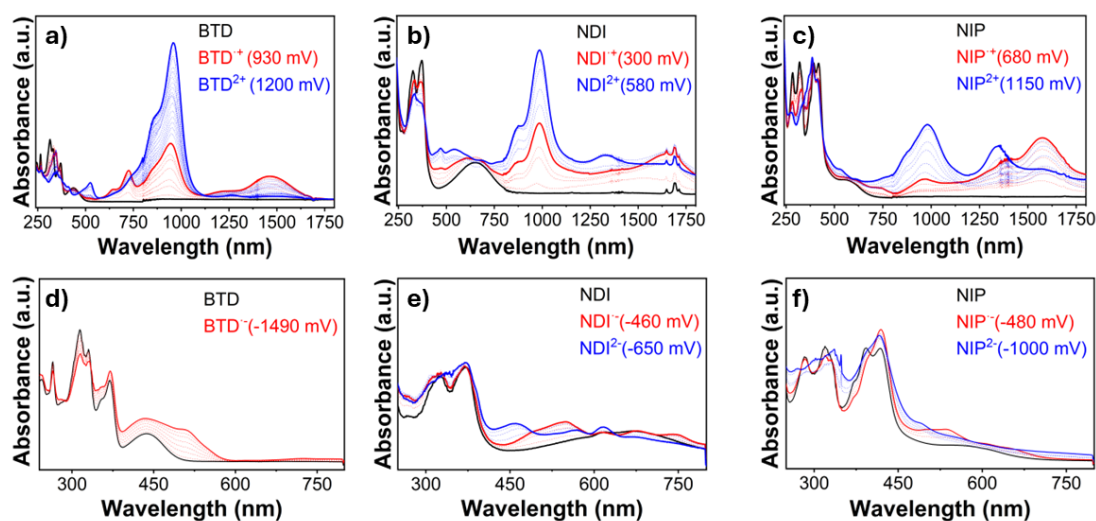 a)
BTD
BTD·+ (930 mV)
BTD2+ (1200 mV)
Absorbance (a.u.)
250 500 750 1000 1250 1500 1750
Wavelength (nm)
b)
NDI
NDI·+(300 mV)
NDI2+(580 mV)
Absorbance (a.u.)
250 500 750 1000 1250 1500 1750
Wavelength (nm)
c)
NIP
NIP·+(680 mV)
NIP2+(1150 mV)
Absorbance (a.u.)
250 500 750 1000 1250 1500 1750
Wavelength (nm)
d)
BTD
BTD·-(-1490 mV)
Absorbance (a.u.)
300 450 600 750
Wavelength (nm)
e)
NDI
NDI·-(-460 mV)
NDI2-(-650 mV)
Absorbance (a.u.)
300 450 600 750
Wavelength (nm)
f)
NIP
NIP·-(-480 mV)
NIP2-(-1000 mV)
Absorbance (a.u.)
300 450 600 750
Wavelength (nm)